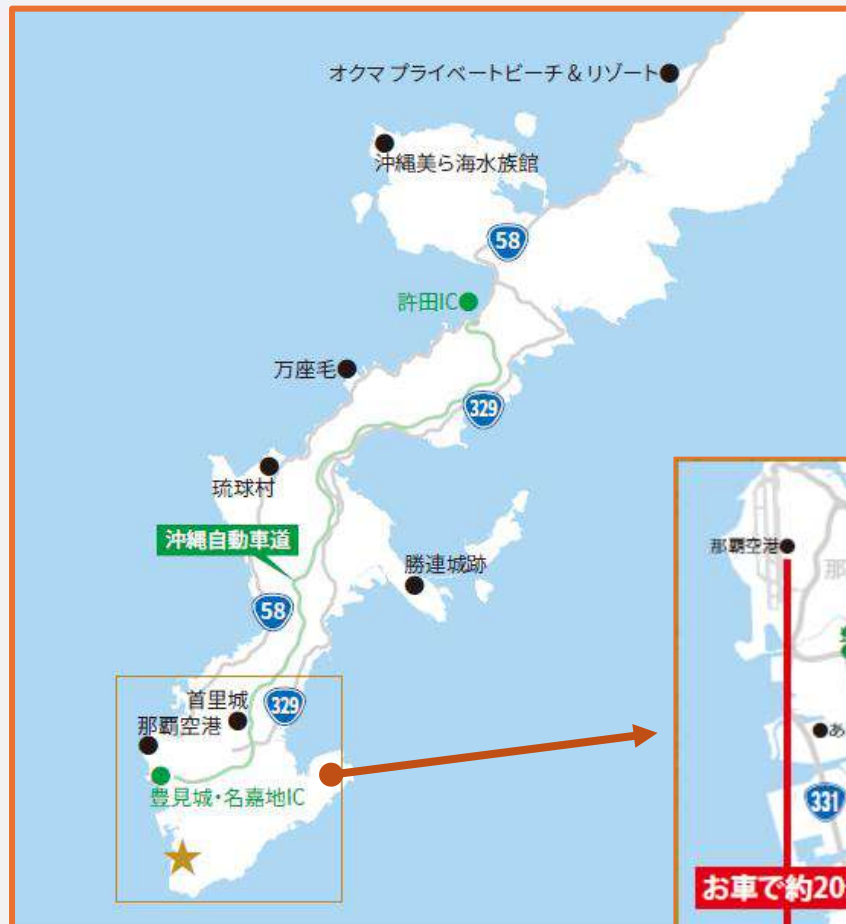 オクマ プライベートビーチ & リゾート
沖縄美ら海水族館
58
許田IC
万座毛
329
琉球村
沖縄自動車道
勝連城跡
58
首里城
329
那覇空港
豊見城・名嘉地IC
那覇空港
那
あ
331
お車で約20